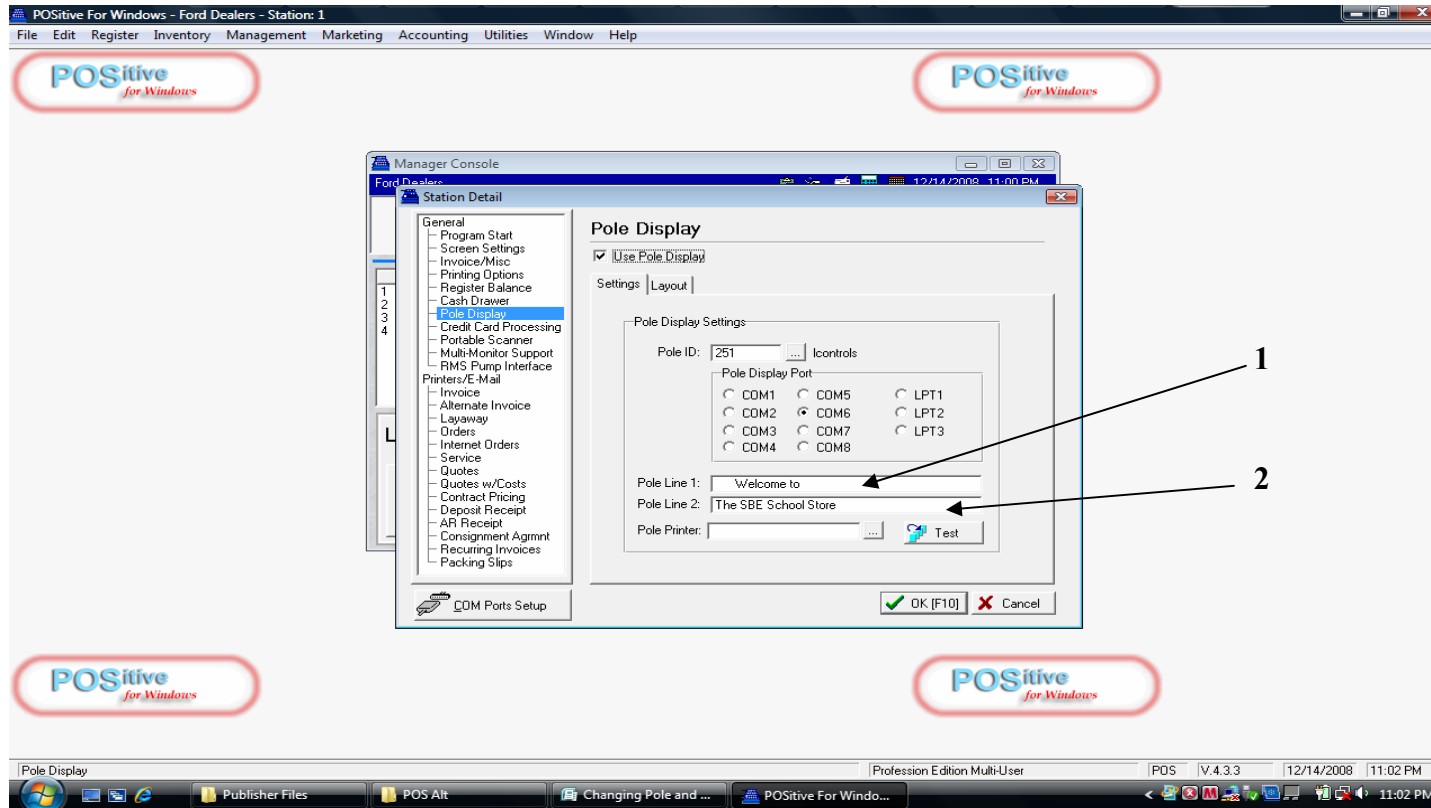 POSitive For Windows - Ford Dealers - Station: 1
File Edit Register Inventory Management Marketing Accounting Utilities Window Help
POSitive
for Windows
POSitive
for Windows
Manager Console
Ford Dealers 12/14/2008 11:00 PM
Station Detail
General
Program Start
Screen Settings
Invoice/Misc
Printing Options
Register Balance
Cash Drawer
Pole Display
Credit Card Processing
Portable Scanner
Multi-Monitor Support
RMS Pump Interface
Printers/E-Mail
Invoice
Alternate Invoice
Layaway
Orders
Internet Orders
Service
Quotes
Quotes w/Costs
Contract Pricing
Deposit Receipt
AR Receipt
Consignment Agrmnt
Recurring Invoices
Packing Slips
COM Ports Setup
1
2
3
4
L
Pole Display
Use Pole Display
Settings Layout
Pole Display Settings
Pole ID: 251 ... Icontrols
Pole Display Port
COM1 COM5 LPT1
COM2 COM6 LPT2
COM3 COM7 LPT3
COM4 COM8
Pole Line 1: Welcome to
Pole Line 2: The SBE School Store
Pole Printer: ... Test
OK [F10] Cancel
1
2
POSitive
for Windows
POSitive
for Windows
Pole Display Profession Edition Multi-User POS V.4.3.3 12/14/2008 11:02 PM
Publisher Files POS Alt Changing Pole and ... POSitive For Windo... 11:02 PM